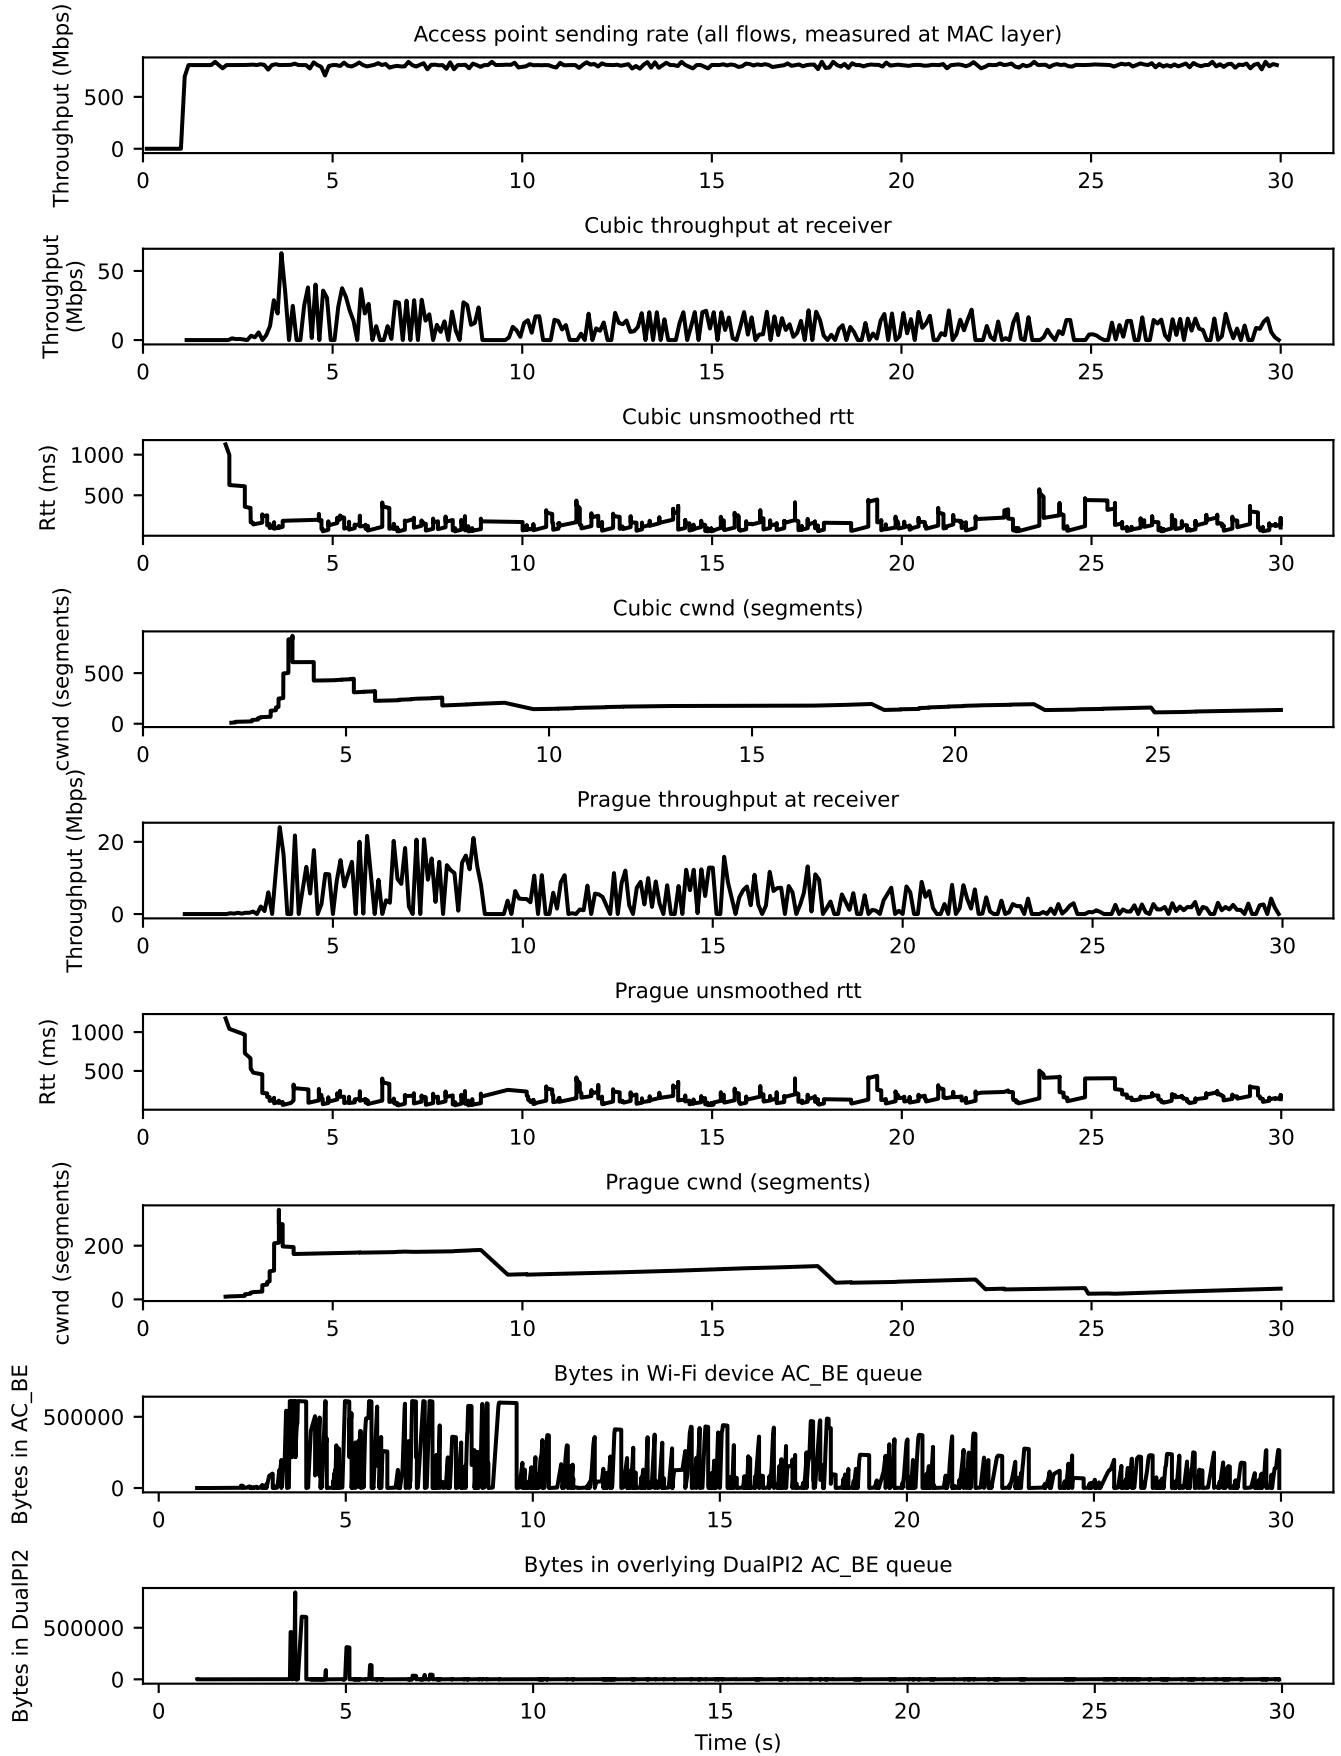 Access point sending rate (all flows, measured at MAC layer)
Throughput (Mbps)
500
0
0 5 10 15 20 25 30
Cubic throughput at receiver
Throughput
(Mbps)
50
0
0 5 10 15 20 25 30
Cubic unsmoothed rtt
Rtt (ms)
1000
500
0 5 10 15 20 25 30
Cubic cwnd (segments)
cwnd (segments)
500
0
0 5 10 15 20 25
Prague throughput at receiver
Throughput (Mbps)
20
0
0 5 10 15 20 25 30
Prague unsmoothed rtt
Rtt (ms)
1000
500
0 5 10 15 20 25 30
Prague cwnd (segments)
cwnd (segments)
200
0
0 5 10 15 20 25 30
Bytes in Wi-Fi device AC_BE queue
Bytes in AC_BE
500000
0
0 5 10 15 20 25 30
Bytes in overlying DualPI2 AC_BE queue
Bytes in DualPI2
500000
0
0 5 10 15 20 25 30
Time (s)